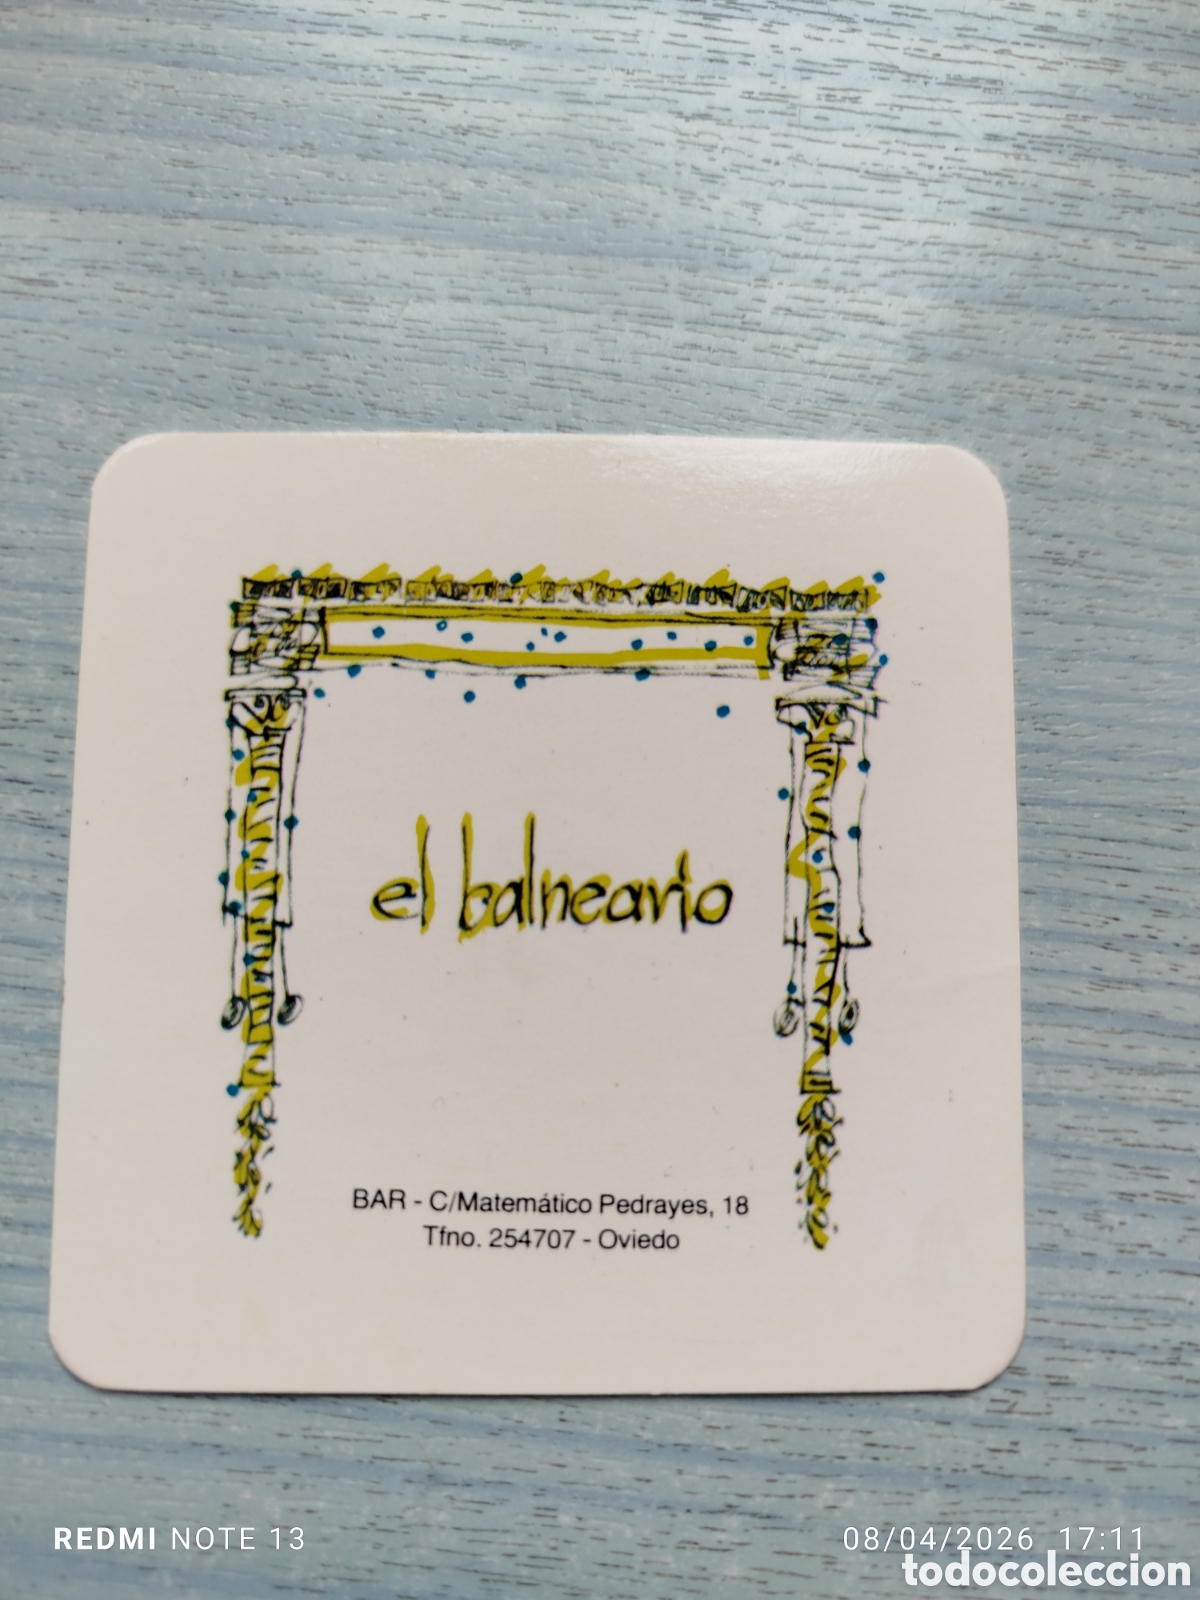 el balneario
BAR - C/Matemático Pedrayes, 18
Tfno. 254707 - Oviedo
REDMI NOTE 13
08/04/2026 17:11
todocoleccion